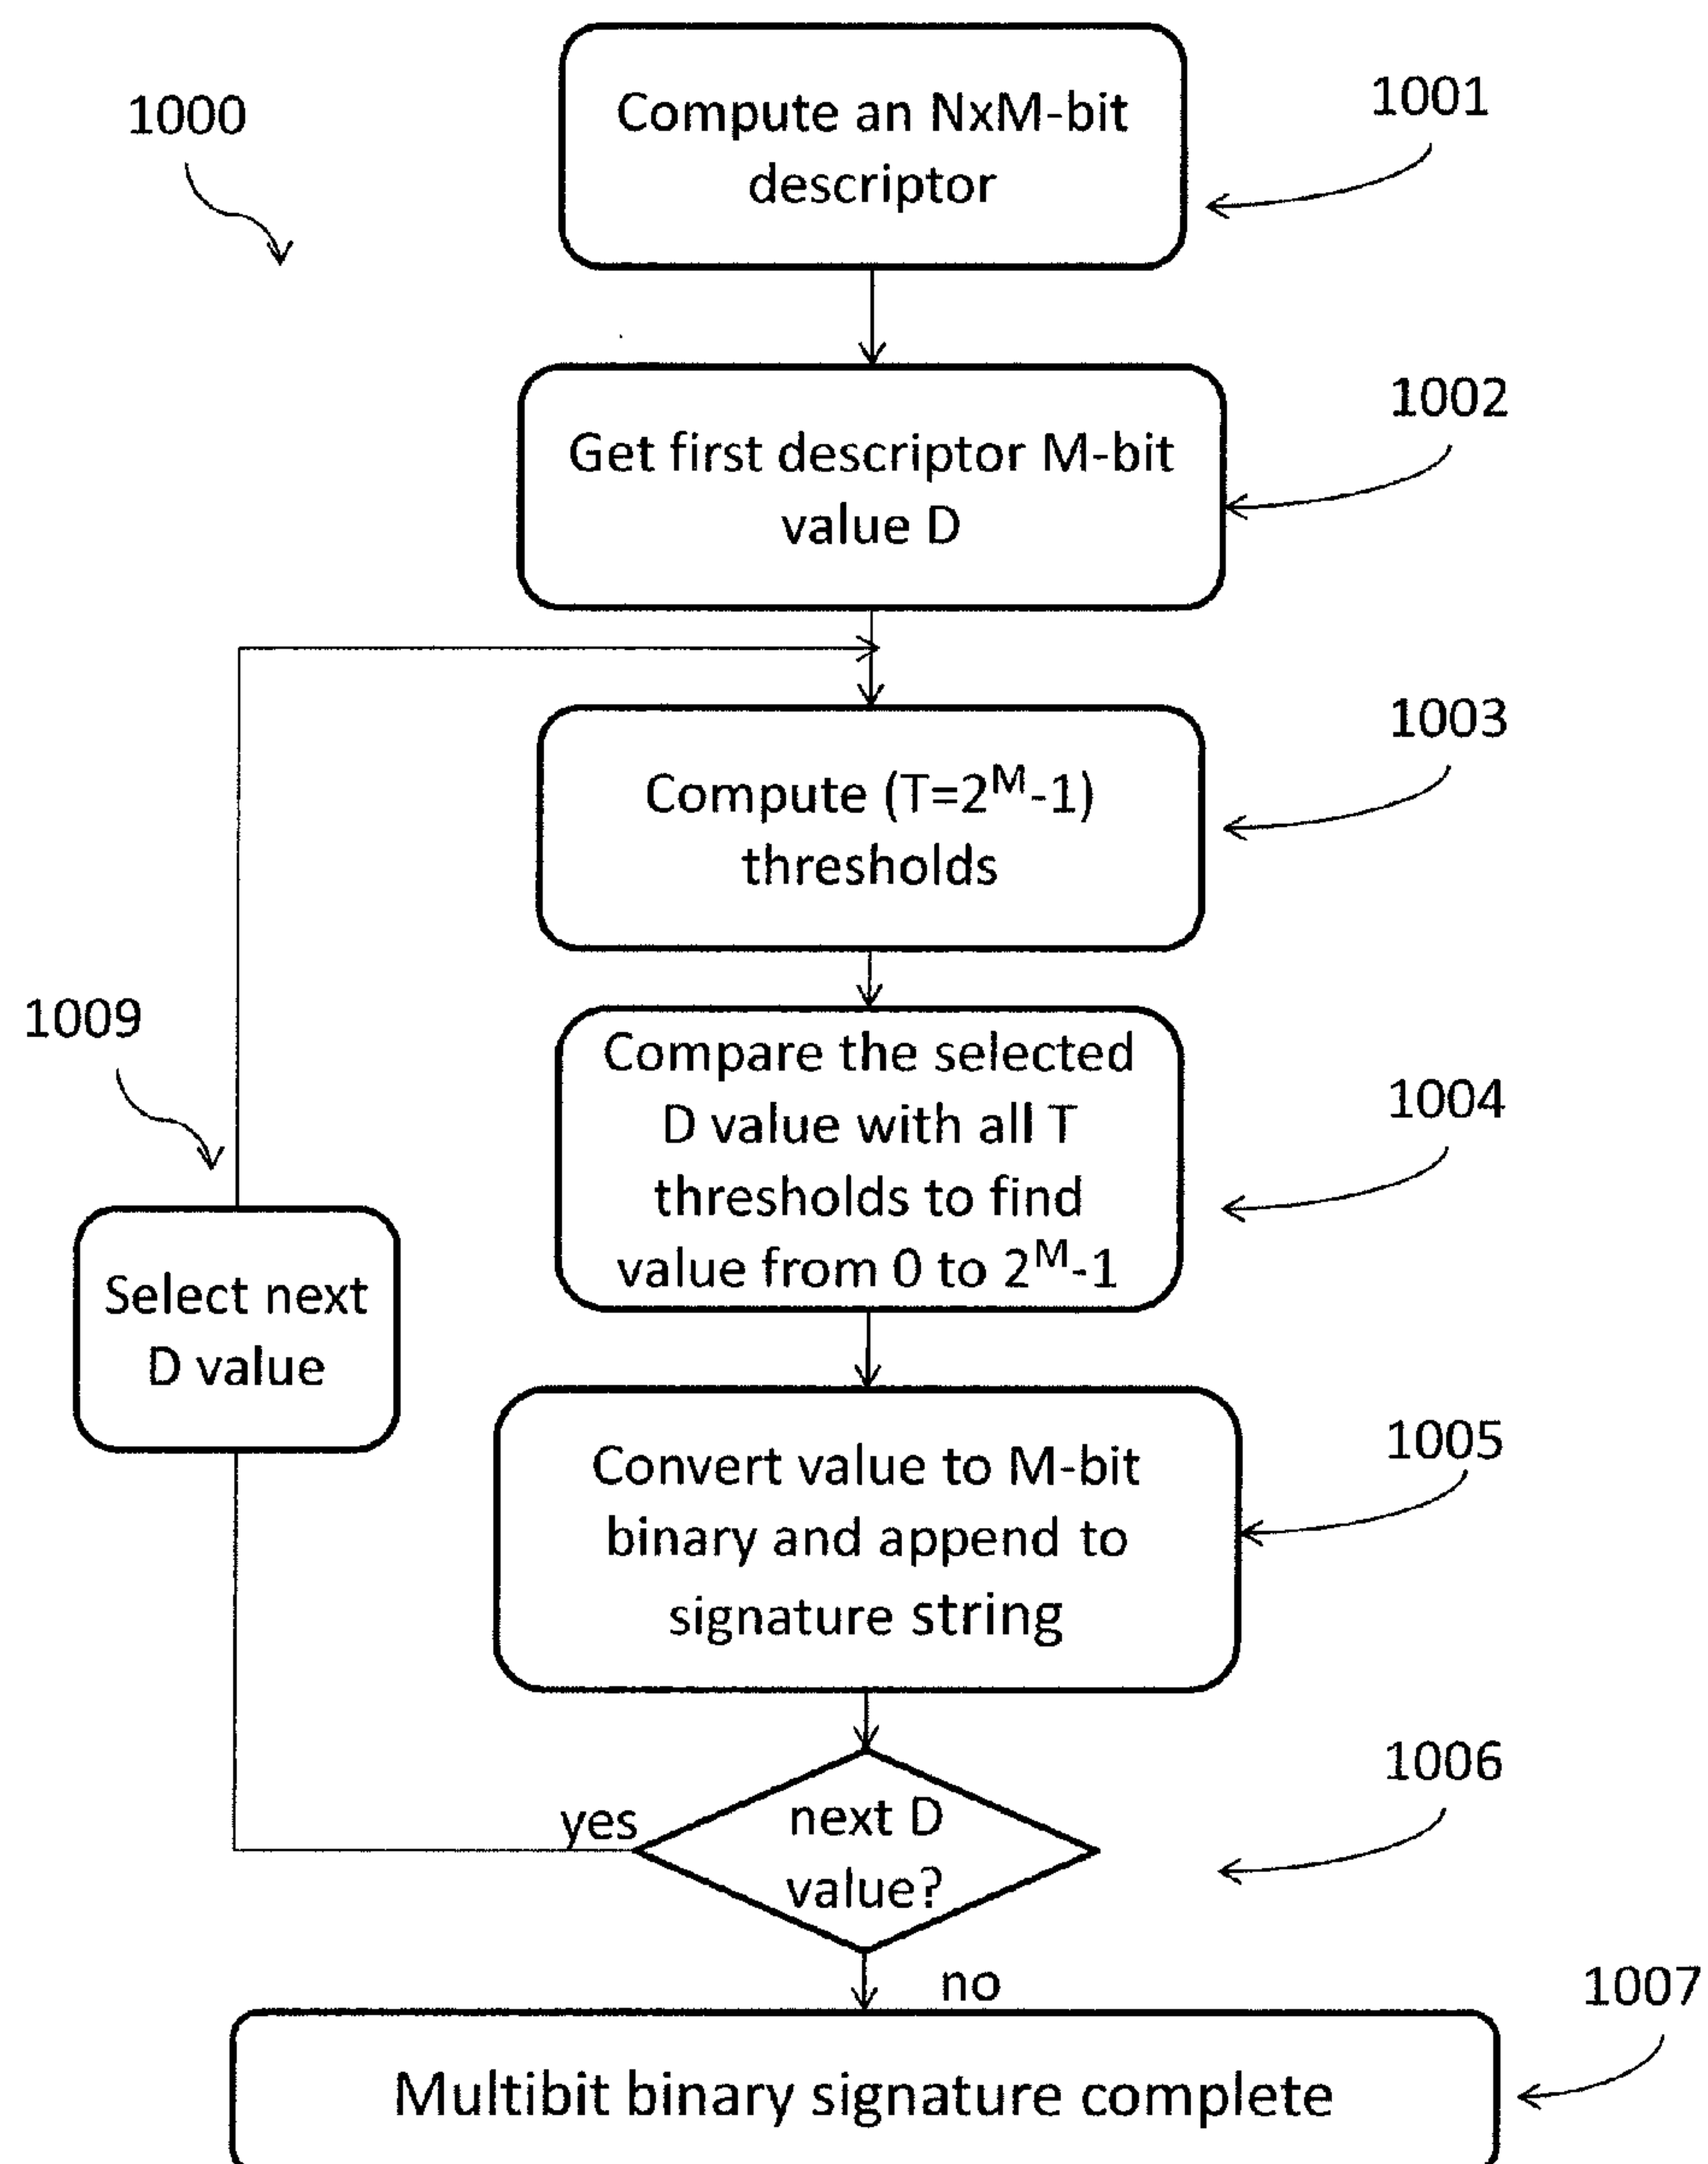 1000
Compute an NxM-bit
descriptor
1001
Get first descriptor M-bit
value D
1002
Compute (T=2^M-1)
thresholds
1003
Compare the selected
D value with all T
thresholds to find
value from 0 to 2^M-1
1004
1009
Select next
D value
Convert value to M-bit
binary and append to
signature string
1005
next D
value?
1006
yes
no
Multibit binary signature complete
1007